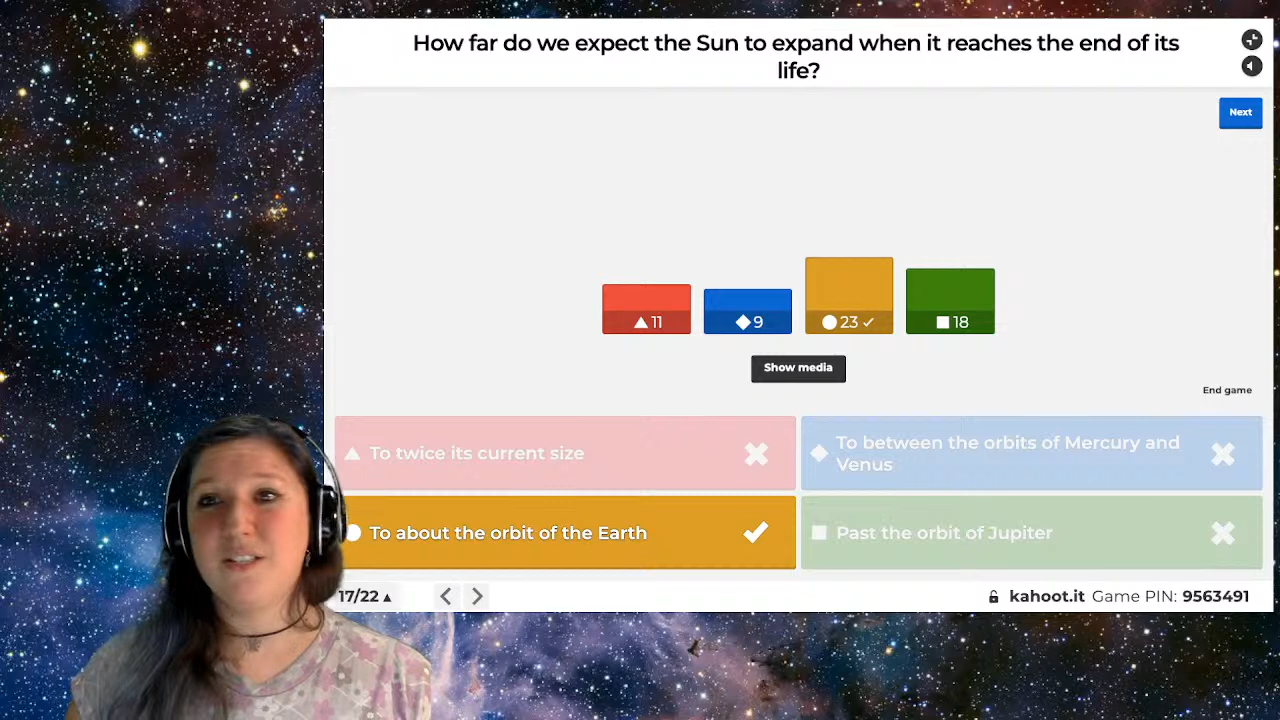 How far do we expect the Sun to expand when it reaches the end of its
life?
Next
11
9
23
18
Show media
End game
To twice its current size
To between the orbits of Mercury and
Venus
To about the orbit of the Earth
Past the orbit of Jupiter
17/22
kahoot.it Game PIN: 9563491